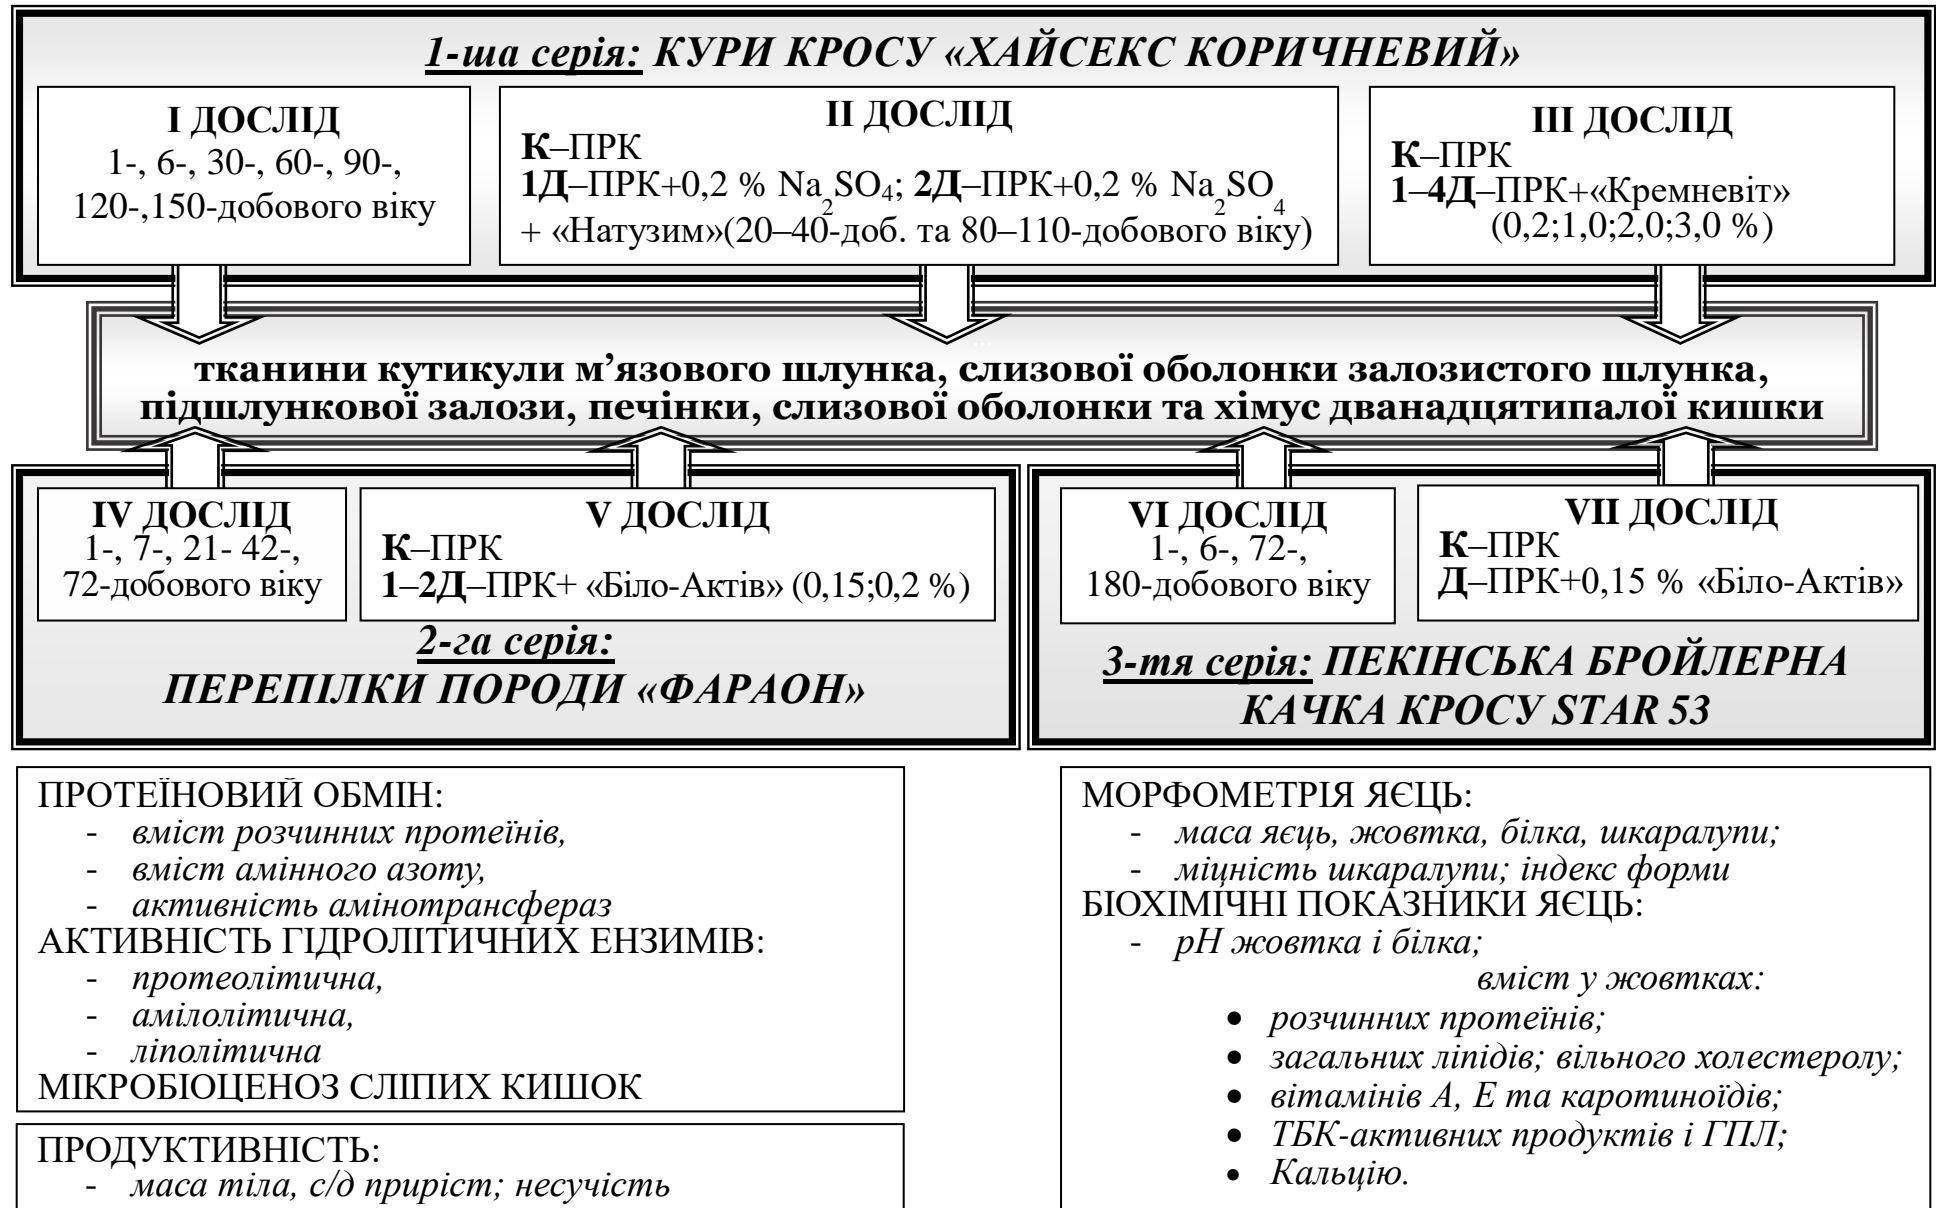 1-ша серія: КУРИ КРОСУ «ХАЙСЕКС КОРИЧНЕВИЙ»
I ДОСЛІД
1-, 6-, 30-, 60-, 90-,
120-,150-добового віку
II ДОСЛІД
К–ПРК
1Д–ПРК+0,2 % Na2SO4; 2Д–ПРК+0,2 % Na2SO4
+ «Натузим»(20–40-доб. та 80–110-добового віку)
III ДОСЛІД
К–ПРК
1–4Д–ПРК+«Кремневіт»
(0,2;1,0;2,0;3,0 %)
...
тканини кутикули м’язового шлунка, слизової оболонки залозистого шлунка,
підшлункової залози, печінки, слизової оболонки та хімус дванадцятипалої кишки
IV ДОСЛІД
1-, 7-, 21- 42-,
72-добового віку
V ДОСЛІД
К–ПРК
1–2Д–ПРК+ «Біло-Актів» (0,15;0,2 %)
2-га серія:
ПЕРЕПІЛКИ ПОРОДИ «ФАРАОН»
VI ДОСЛІД
1-, 6-, 72-,
180-добового віку
VII ДОСЛІД
К–ПРК
Д–ПРК+0,15 % «Біло-Актів»
3-тя серія: ПЕКІНСЬКА БРОЙЛЕРНА
КАЧКА КРОСУ STAR 53
ПРОТЕЇНОВИЙ ОБМІН:
- вміст розчинних протеїнів,
- вміст амінного азоту,
- активність амінотрансфераз
АКТИВНІСТЬ ГІДРОЛІТИЧНИХ ЕНЗИМІВ:
- протеолітична,
- амілолітична,
- ліполітична
МІКРОБІОЦЕНОЗ СЛІПИХ КИШОК
ПРОДУКТИВНІСТЬ:
- маса тіла, с/д приріст; несучість
МОРФОМЕТРІЯ ЯЄЦЬ:
- маса яєць, жовтка, білка, шкаралупи;
- міцність шкаралупи; індекс форми
БІОХІМІЧНІ ПОКАЗНИКИ ЯЄЦЬ:
- рН жовтка і білка;
вміст у жовтках:
• розчинних протеїнів;
• загальних ліпідів; вільного холестеролу;
• вітамінів А, Е та каротиноїдів;
• ТБК-активних продуктів і ГПЛ;
• Кальцію.